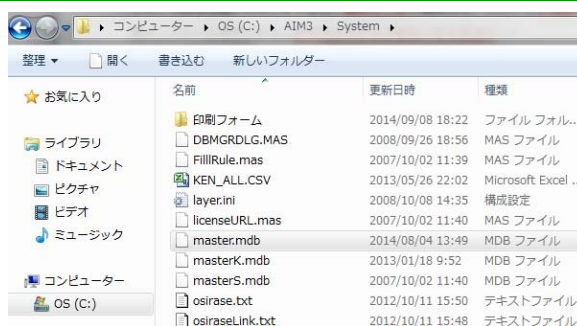 コンピューター ▸ OS (C:) ▸ AIM3 ▸ System ▸
整理 ▼ 開く 書き込む 新しいフォルダー
名前 更新日時 種類
お気に入り
ライブラリ
ドキュメント
ピクチャ
ビデオ
ミュージック
コンピューター
OS (C:)
印刷フォーム 2014/09/08 18:22 ファイル フォル...
DBMGRDLG.MAS 2008/09/26 18:56 MAS ファイル
FilllRule.mas 2007/10/02 11:39 MAS ファイル
KEN_ALL.CSV 2013/05/26 22:02 Microsoft Excel ...
layer.ini 2008/10/08 14:35 構成設定
licenseURL.mas 2007/10/02 11:40 MAS ファイル
master.mdb 2014/08/04 13:49 MDB ファイル
masterK.mdb 2013/01/18 9:52 MDB ファイル
masterS.mdb 2007/10/02 11:40 MDB ファイル
osirase.txt 2012/10/11 15:50 テキストファイル
osiraseLink.txt 2012/10/11 15:48 テキストファイル